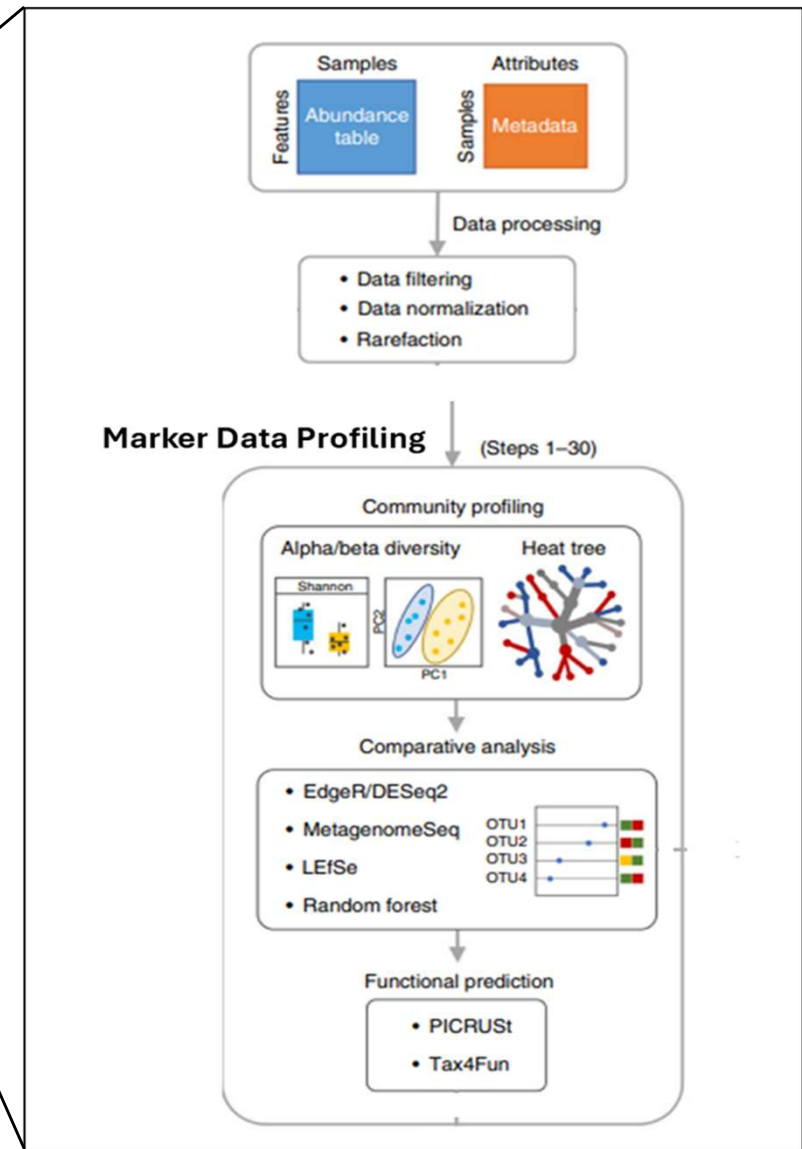 Samples
Attributes
Features
Abundance
table
Samples
Metadata
Data processing
• Data filtering
• Data normalization
• Rarefaction
Marker Data Profiling
(Steps 1–30)
Community profiling
Alpha/beta diversity
Heat tree
Shannon
PC2
PC1
Comparative analysis
• EdgeR/DESeq2
• MetagenomeSeq
• LEfSe
• Random forest
OTU1
OTU2
OTU3
OTU4
Functional prediction
• PICRUSt
• Tax4Fun